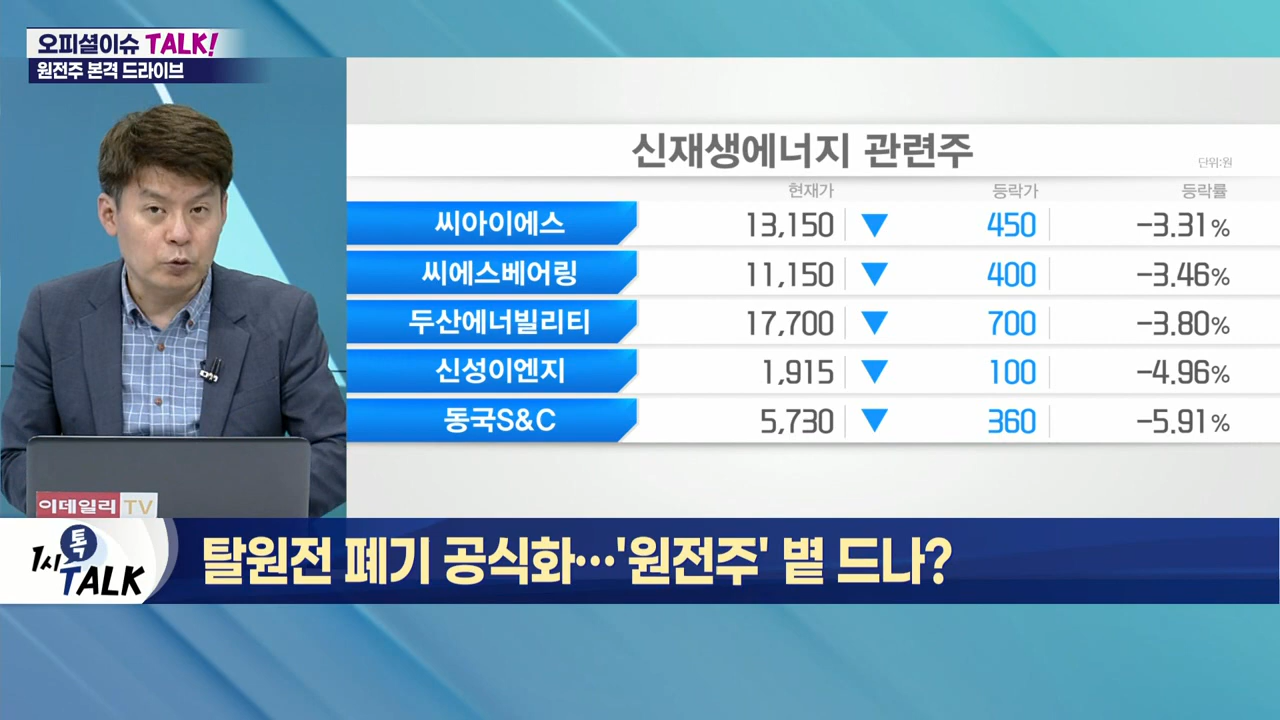 오피셜이슈 TALK!
원전주 본격 드라이브
신재생에너지 관련주
단위:원
현재가 등락가 등락률
씨아이에스 13,150 ▼ 450 -3.31%
씨에스베어링 11,150 ▼ 400 -3.46%
두산에너빌리티 17,700 ▼ 700 -3.80%
신성이엔지 1,915 ▼ 100 -4.96%
동국S&C 5,730 ▼ 360 -5.91%
이데일리TV
1시톡TALK
탈원전 폐기 공식화…'원전주' 볕 드나?